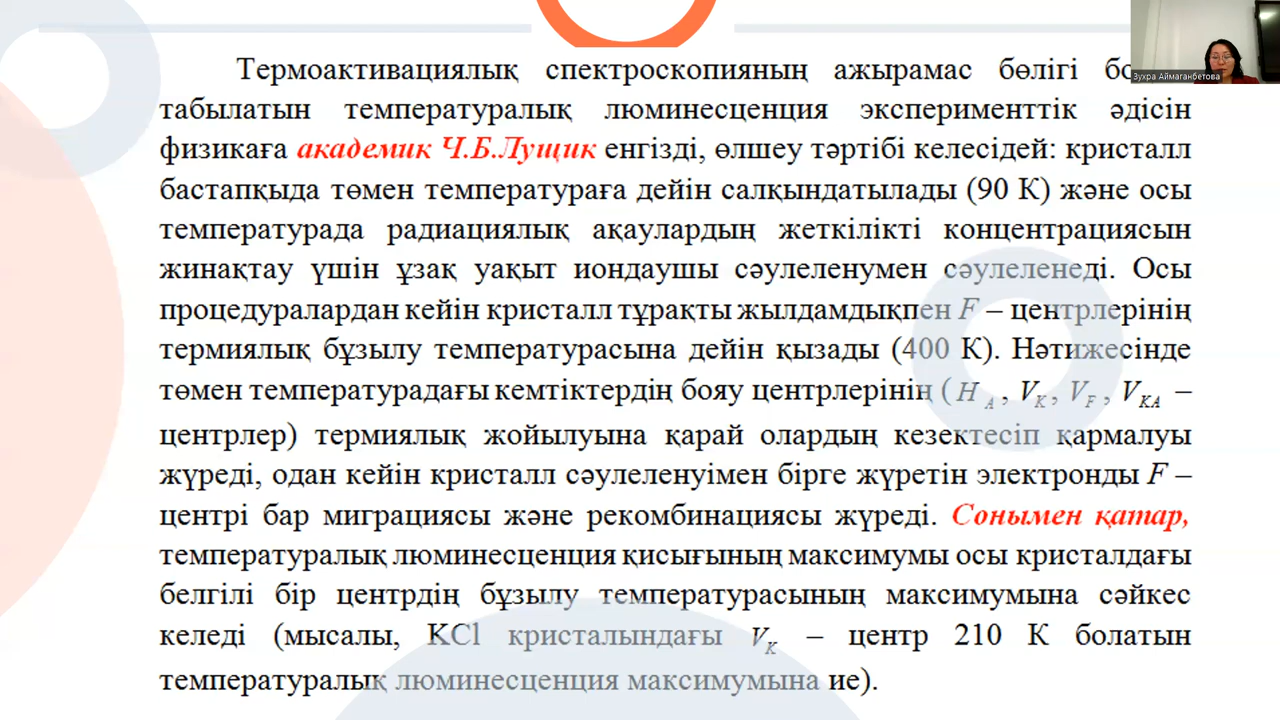 Термоактивациялық спектроскопияның ажырамас бөлігі
табылатын температуралық люминесценция эксперименттік әдісін
физикаға академик Ч.Б.Лущик енгізді, өлшеу тәртібі келесідей: кристалл
бастапқыда төмен температураға дейін салқындатылады (90 К) және осы
температурада радиациялық ақаулардың жеткілікті концентрациясын
жинақтау үшін ұзақ уақыт иондаушы сәулеленумен сәулеленеді. Осы
процедуралардан кейін кристалл тұрақты жылдамдықпен F – центрлерінің
термиялық бұзылу температурасына дейін қызады (400 К). Нәтижесінде
төмен температурадағы кемтіктердің бояу центрлерінің ( H_A , V_K , V_F , V_KA –
центрлер) термиялық жойылуына қарай олардың кезектесіп қармалуы
жүреді, одан кейін кристалл сәулеленуімен бірге жүретін электронды F –
центрі бар миграциясы және рекомбинациясы жүреді. Сонымен қатар,
температуралық люминесценция қисығының максимумы осы кристалдағы
белгілі бір центрдің бұзылу температурасының максимумына сәйкес
келеді (мысалы, KCl кристалындағы V_K – центр 210 К болатын
температуралық люминесценция максимумына ие).
Зухра Аймаганбетова